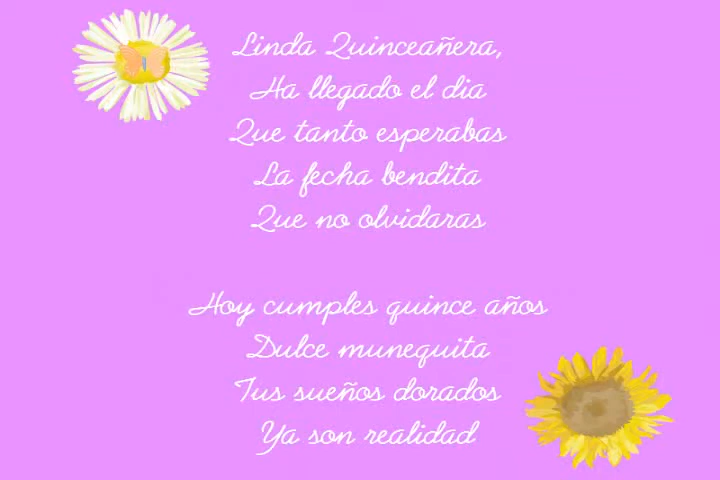 Linda Quinceañera,
Ha llegado el dia
Que tanto esperabas
La fecha bendita
Que no olvidaras
Hoy cumples quince años
Dulce munequita
Tus sueños dorados
Ya son realidad